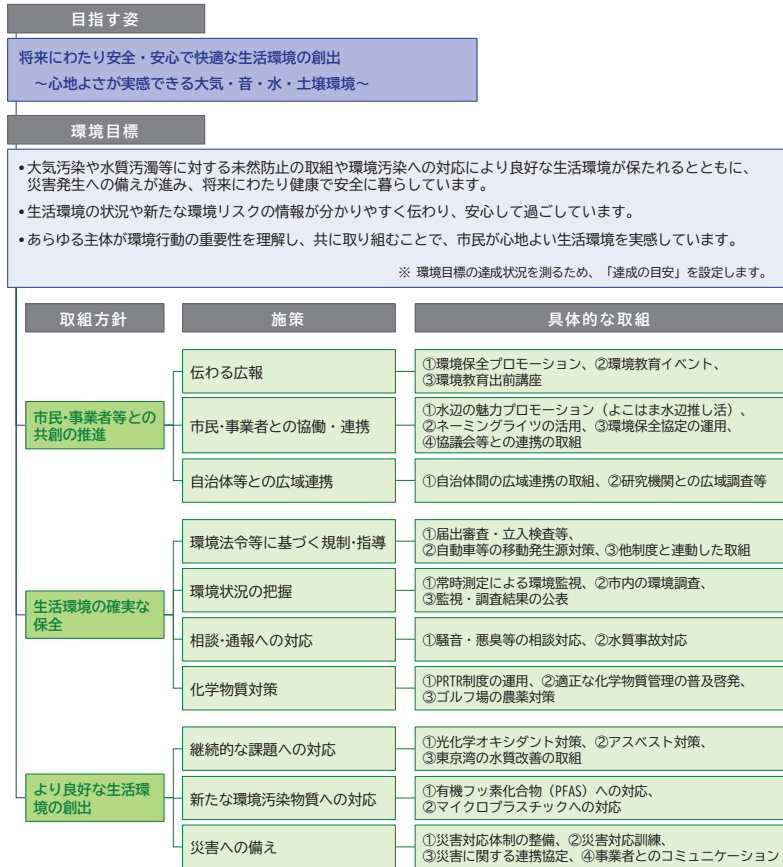 目指す姿
将来にわたり安全・安心で快適な生活環境の創出
～心地よさが実感できる大気・音・水・土壌環境～
環境目標
•大気汚染や水質汚濁等に対する未然防止の取組や環境汚染への対応により良好な生活環境が保たれるとともに、
災害発生への備えが進み、将来にわたり健康で安全に暮らしています。
•生活環境の状況や新たな環境リスクの情報が分かりやすく伝わり、安心して過ごしています。
•あらゆる主体が環境行動の重要性を理解し、共に取り組むことで、市民が心地よい生活環境を実感しています。
※ 環境目標の達成状況を測るため、「達成の目安」を設定します。
取組方針
施策
具体的な取組
市民･事業者等との
共創の推進
伝わる広報
①環境保全プロモーション、②環境教育イベント、
③環境教育出前講座
市民･事業者との協働・連携
①水辺の魅力プロモーション（よこはま水辺推し活）、
②ネーミングライツの活用、③環境保全協定の運用、
④協議会等との連携の取組
自治体等との広域連携
①自治体間の広域連携の取組、②研究機関との広域調査等
生活環境の確実な
保全
環境法令等に基づく規制･指導
①届出審査・立入検査等、
②自動車等の移動発生源対策、③他制度と連動した取組
環境状況の把握
①常時測定による環境監視、②市内の環境調査、
③監視・調査結果の公表
相談･通報への対応
①騒音・悪臭等の相談対応、②水質事故対応
化学物質対策
①PRTR制度の運用、②適正な化学物質管理の普及啓発、
③ゴルフ場の農薬対策
より良好な生活環
境の創出
継続的な課題への対応
①光化学オキシダント対策、②アスベスト対策、
③東京湾の水質改善の取組
新たな環境汚染物質への対応
①有機フッ素化合物（PFAS）への対応、
②マイクロプラスチックへの対応
災害への備え
①災害対応体制の整備、②災害対応訓練、
③災害に関する連携協定、④事業者とのコミュニケーション